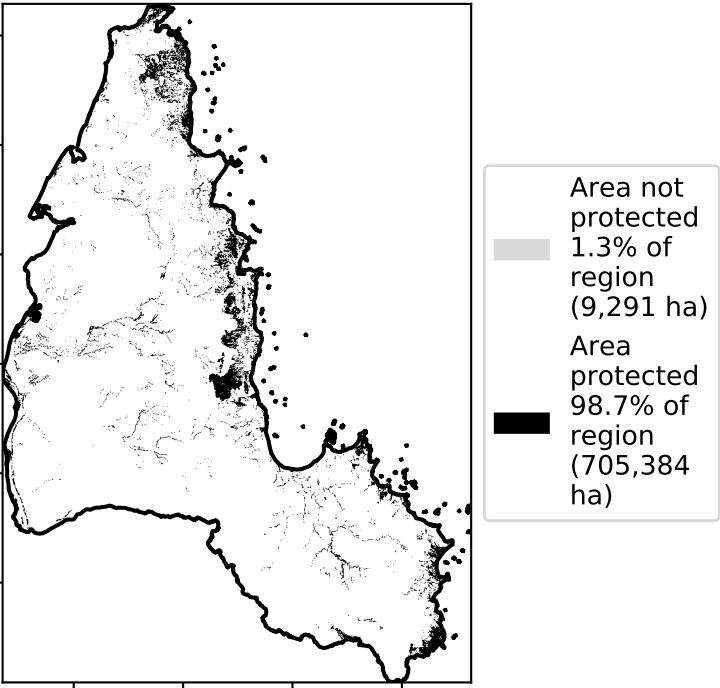 Area not
protected
1.3% of
region
(9,291 ha)
Area
protected
98.7% of
region
(705,384
ha)